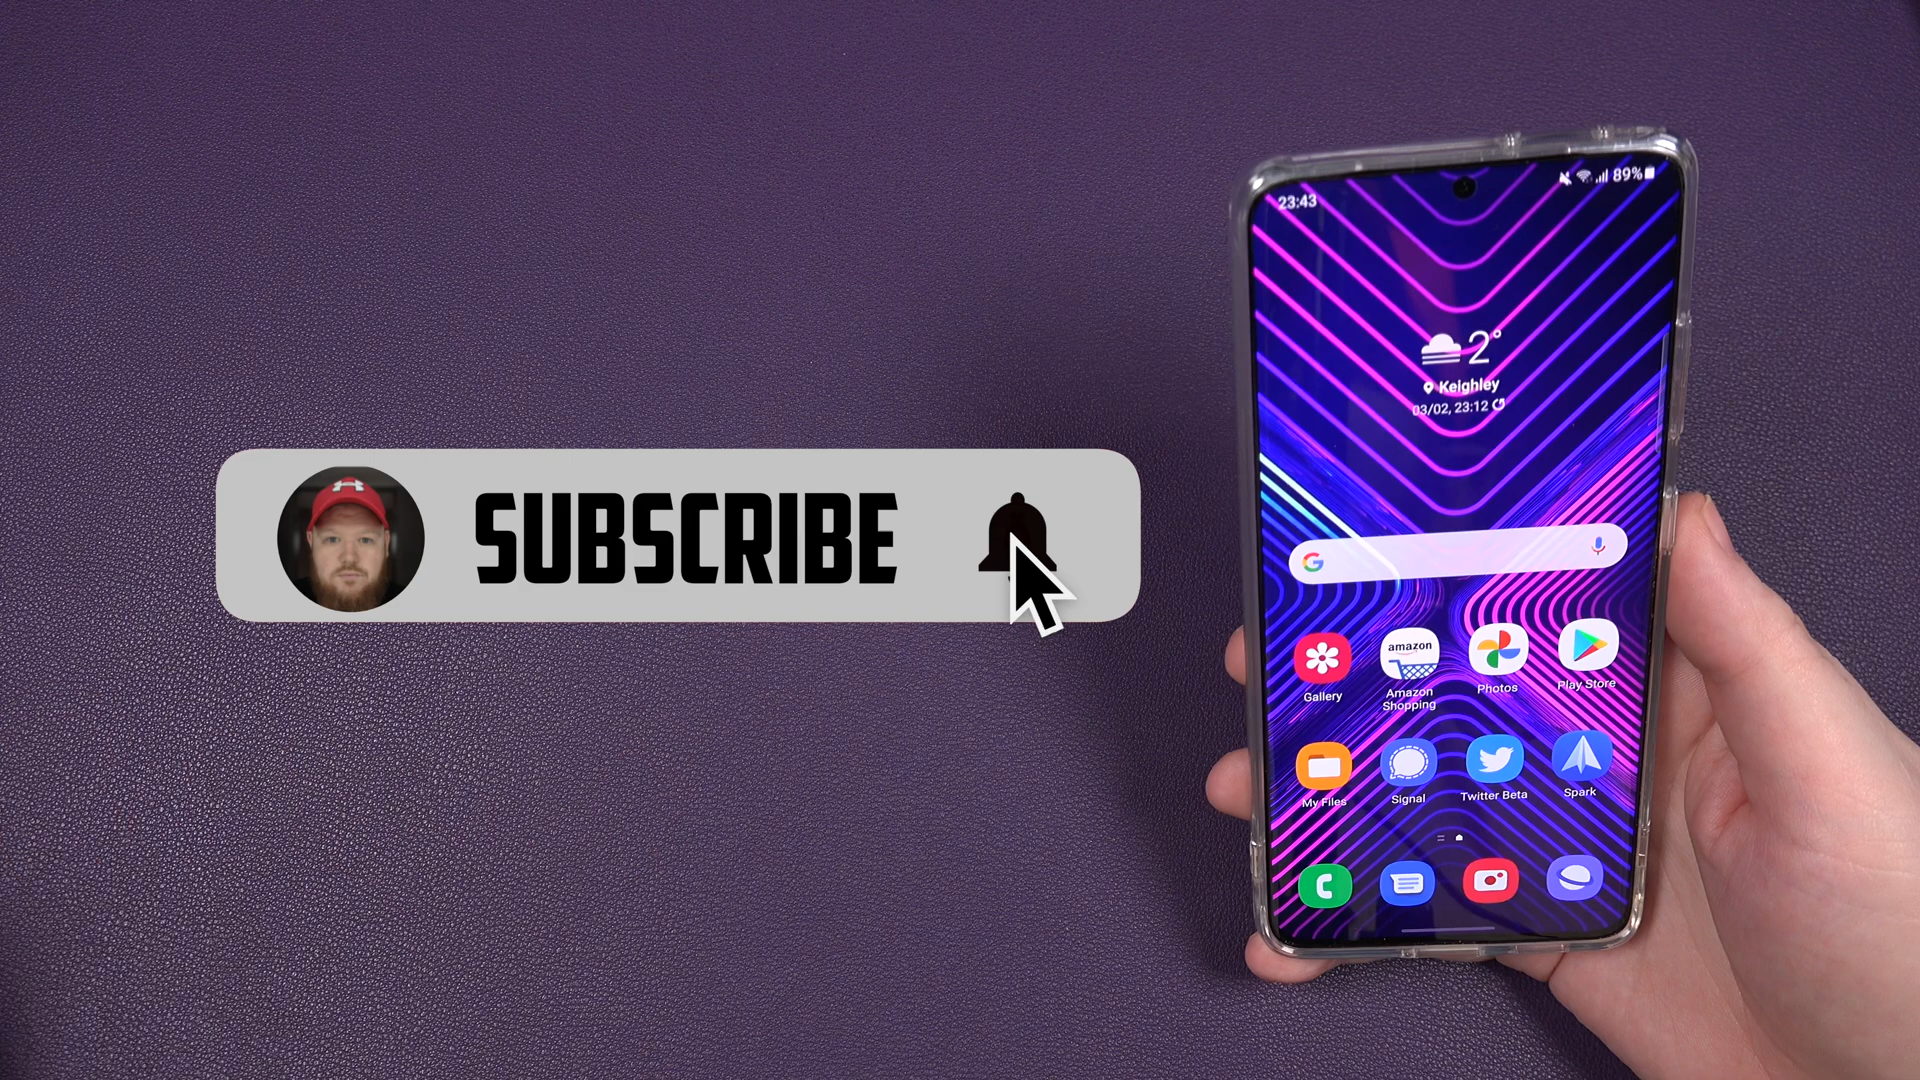 SUBSCRIBE
23:43
89%
2°
Keighley
03/02, 23:12
G
Gallery
amazon
Amazon
Shopping
Photos
Play Store
My Files
Signal
Twitter Beta
Spark